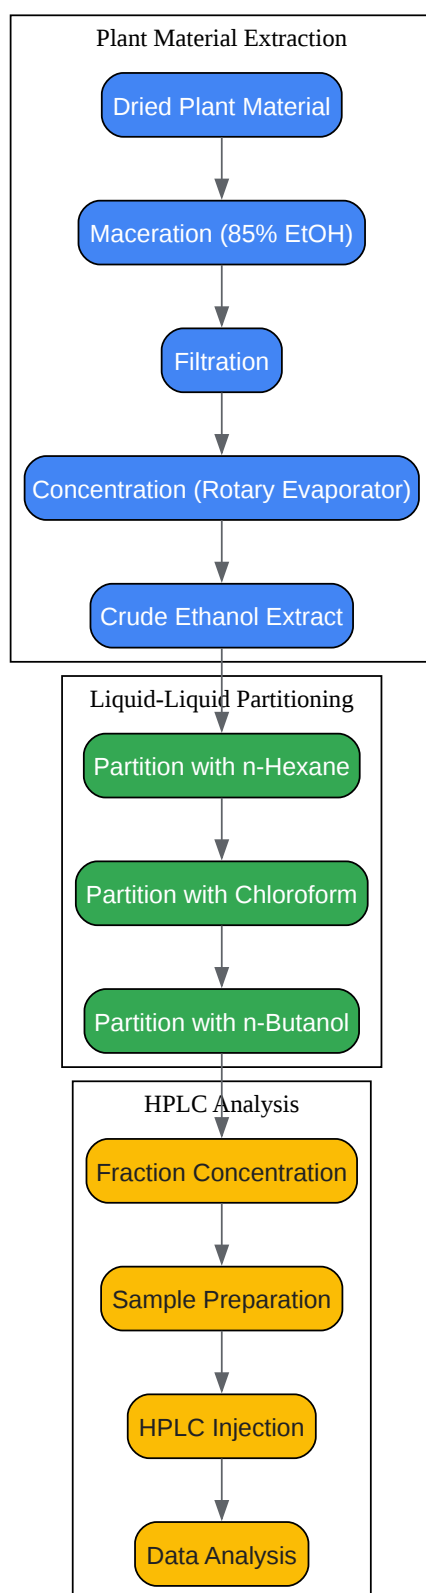 Plant Material Extraction
Dried Plant Material
Maceration (85% EtOH)
Filtration
Concentration (Rotary Evaporator)
Crude Ethanol Extract
Liquid-Liquid Partitioning
Partition with n-Hexane
Partition with Chloroform
Partition with n-Butanol
HPLC Analysis
Fraction Concentration
Sample Preparation
HPLC Injection
Data Analysis